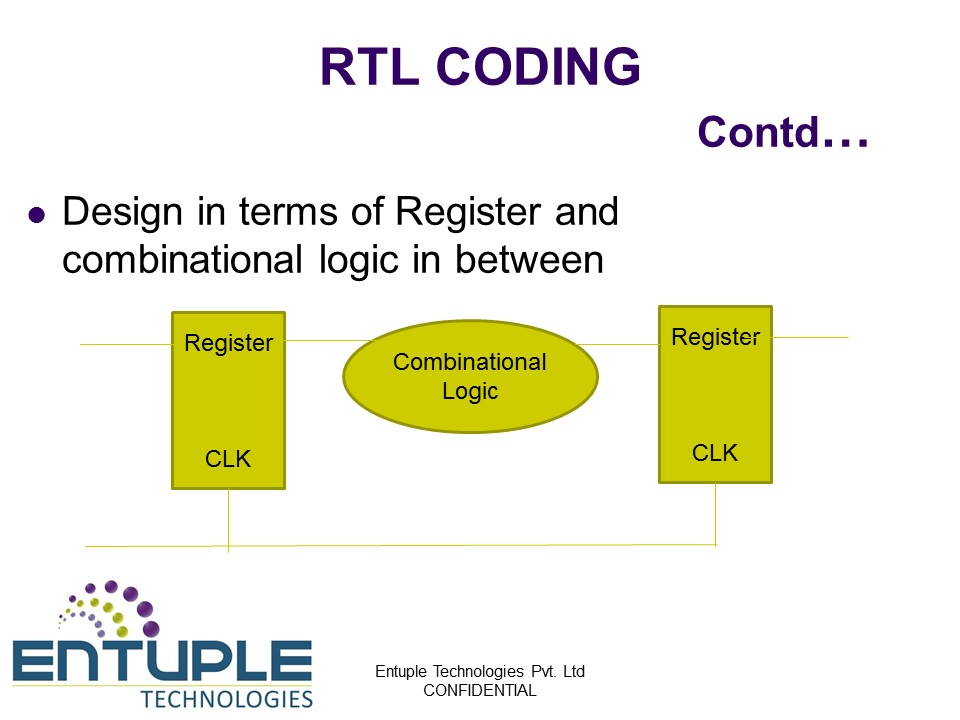 RTL CODING
Contd...
Design in terms of Register and
combinational logic in between
Register
Combinational
Logic
Register
CLK
CLK
ENTUPLE
TECHNOLOGIES
Entuple Technologies Pvt. Ltd
CONFIDENTIAL